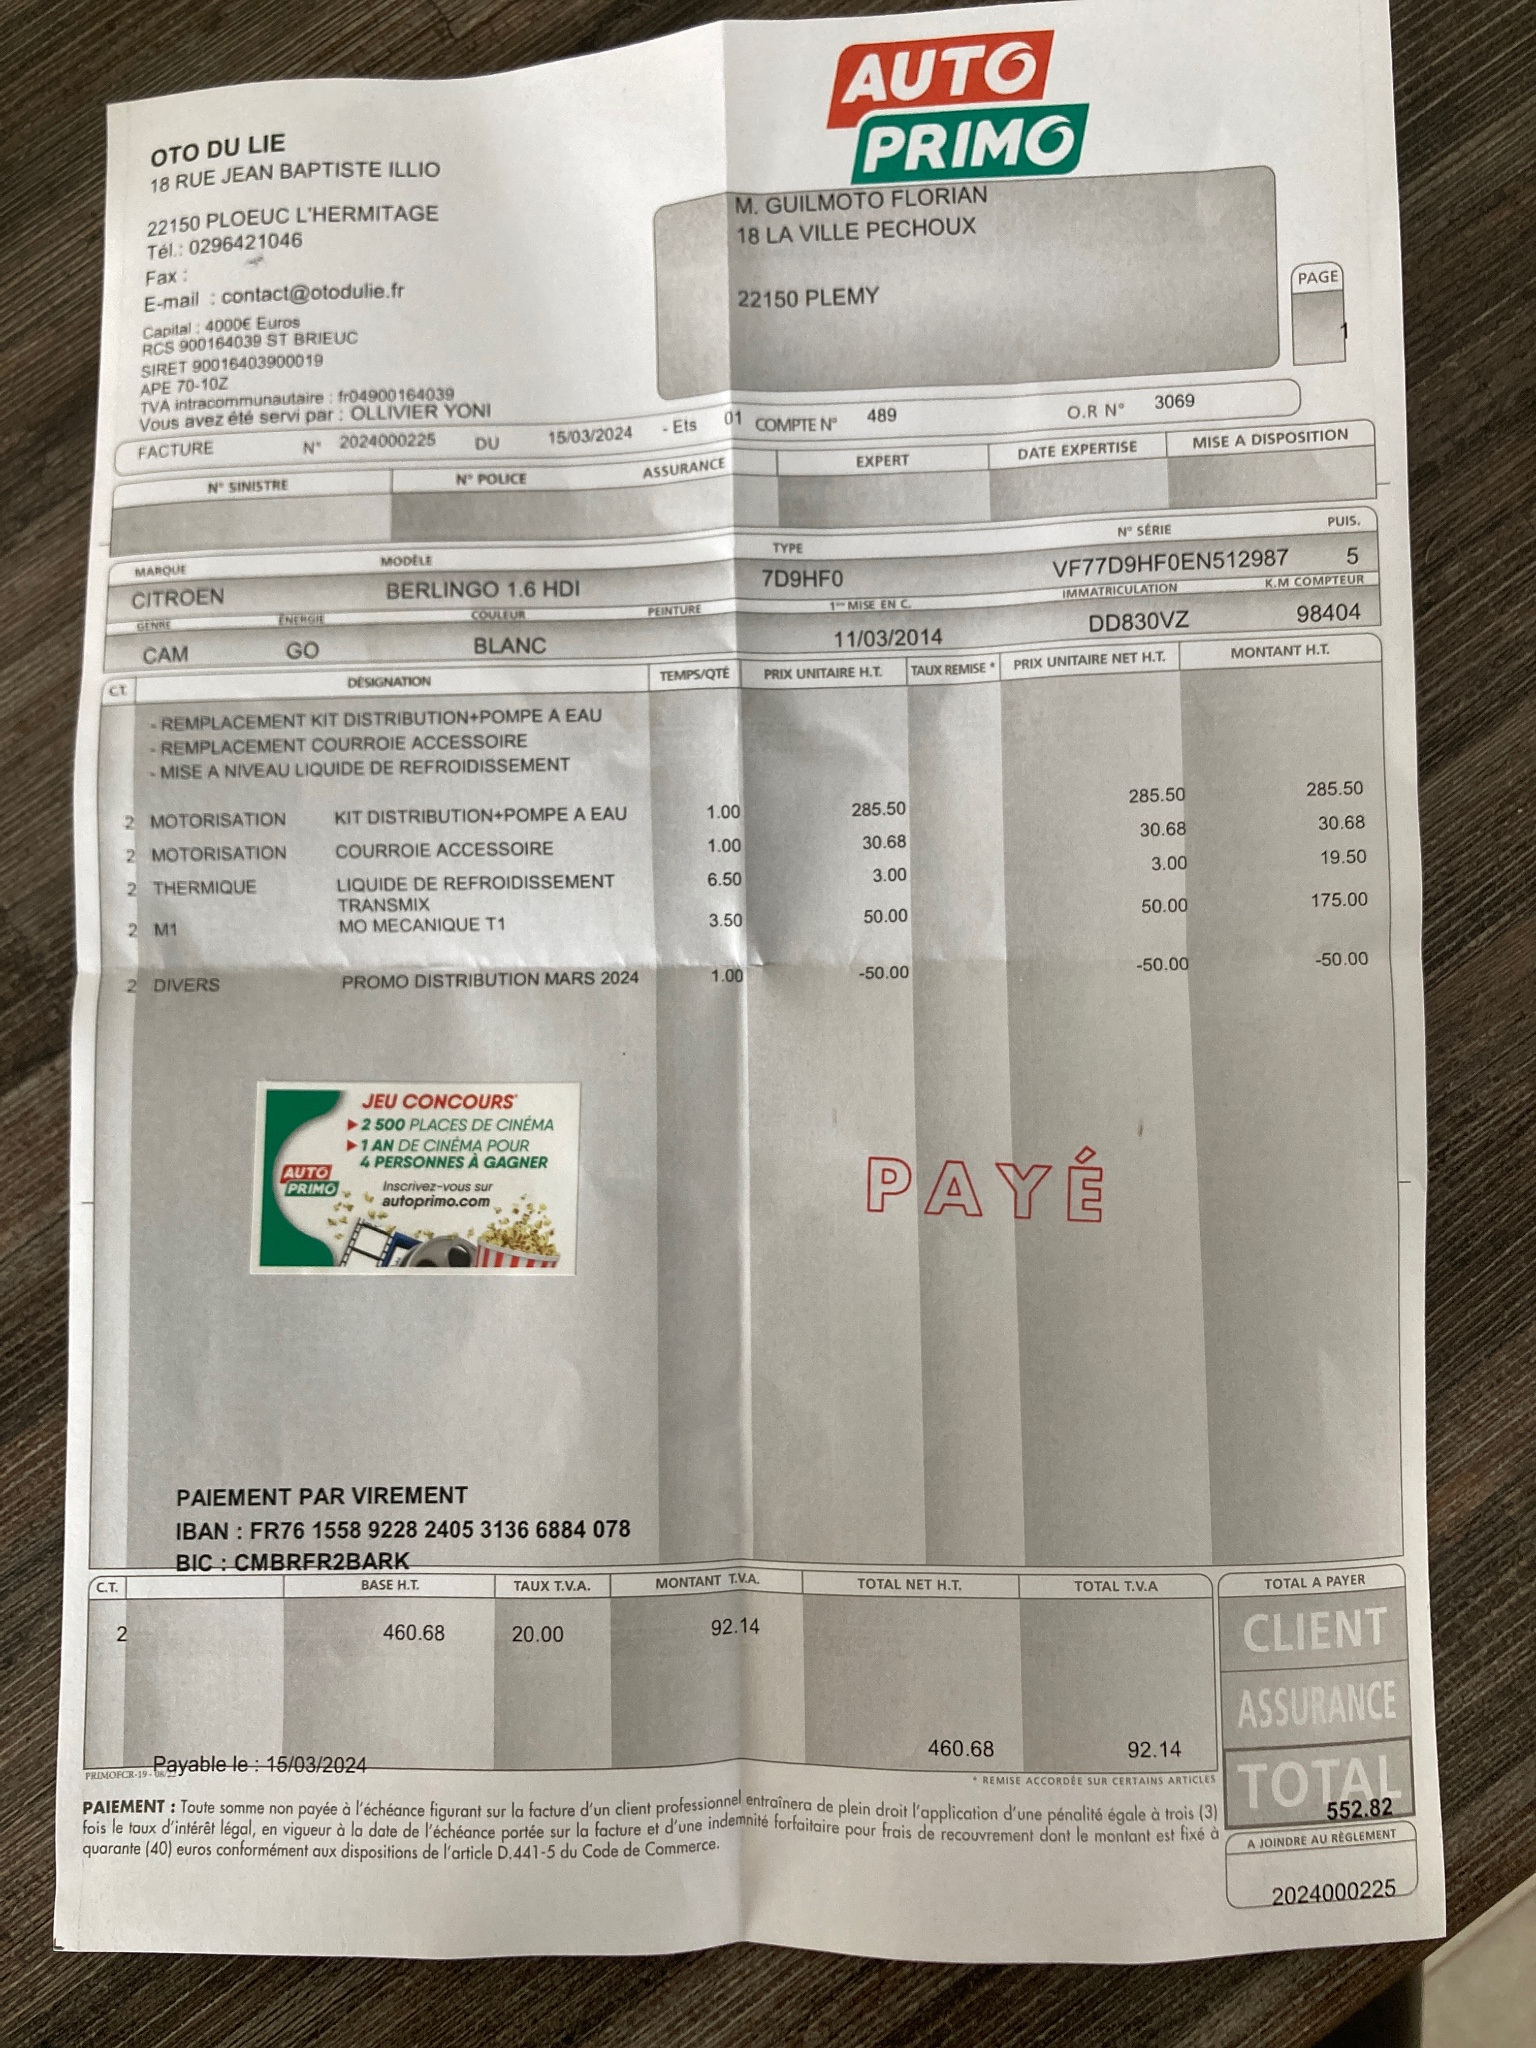 AUTO
PRIMO
OTO DU LIE
18 RUE JEAN BAPTISTE ILLIO
22150 PLOEUC L'HERMITAGE
Tél.: 0296421046
Fax :
E-mail : contact@otodulie.fr
Capital : 4000€ Euros
RCS 900164039 ST BRIEUC
SIRET 90016403900019
APE 70-10Z
TVA intracommunautaire : fr04900164039
Vous avez été servi par : OLLIVIER YONI
M. GUILMOTO FLORIAN
18 LA VILLE PECHOUX
22150 PLEMY
PAGE
1
FACTURE N° 2024000225 DU 15/03/2024 - Ets 01 COMPTE N° 489 O.R N° 3069
N° SINISTRE N° POLICE ASSURANCE EXPERT DATE EXPERTISE MISE A DISPOSITION
MARQUE MODÈLE TYPE N° SÉRIE PUIS.
CITROEN BERLINGO 1.6 HDI 7D9HF0 VF77D9HF0EN512987 5
GENRE ÉNERGIE COULEUR PEINTURE 1ère MISE EN C. IMMATRICULATION K.M COMPTEUR
CAM GO BLANC 11/03/2014 DD830VZ 98404
C.T. DÉSIGNATION TEMPS/QTÉ PRIX UNITAIRE H.T. TAUX REMISE * PRIX UNITAIRE NET H.T. MONTANT H.T.
- REMPLACEMENT KIT DISTRIBUTION+POMPE A EAU
- REMPLACEMENT COURROIE ACCESSOIRE
- MISE A NIVEAU LIQUIDE DE REFROIDISSEMENT
2 MOTORISATION KIT DISTRIBUTION+POMPE A EAU 1.00 285.50 285.50 285.50
2 MOTORISATION COURROIE ACCESSOIRE 1.00 30.68 30.68 30.68
2 THERMIQUE LIQUIDE DE REFROIDISSEMENT 6.50 3.00 3.00 19.50
TRANSMIX
2 M1 MO MECANIQUE T1 3.50 50.00 50.00 175.00
2 DIVERS PROMO DISTRIBUTION MARS 2024 1.00 -50.00 -50.00 -50.00
JEU CONCOURS*
2 500 PLACES DE CINÉMA
1 AN DE CINÉMA POUR
4 PERSONNES À GAGNER
AUTO
PRIMO
Inscrivez-vous sur
autoprimo.com
PAYÉ
PAIEMENT PAR VIREMENT
IBAN : FR76 1558 9228 2405 3136 6884 078
BIC : CMBRFR2BARK
C.T. BASE H.T. TAUX T.V.A. MONTANT T.V.A. TOTAL NET H.T. TOTAL T.V.A TOTAL A PAYER
2 460.68 20.00 92.14
CLIENT
ASSURANCE
460.68 92.14
TOTAL
552.82
Payable le : 15/03/2024
PRIMOFCR-19 -
* REMISE ACCORDÉE SUR CERTAINS ARTICLES
PAIEMENT : Toute somme non payée à l'échéance figurant sur la facture d'un client professionnel entraînera de plein droit l'application d'une pénalité égale à trois (3)
fois le taux d'intérêt légal, en vigueur à la date de l'échéance portée sur la facture et d'une indemnité forfaitaire pour frais de recouvrement dont le montant est fixé à
quarante (40) euros conformément aux dispositions de l'article D.441-5 du Code de Commerce.
A JOINDRE AU RÈGLEMENT
2024000225